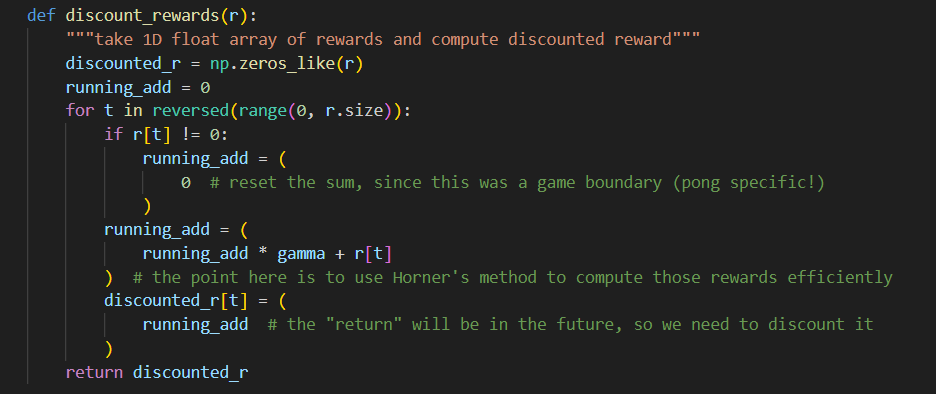 def discount_rewards(r):
    """take 1D float array of rewards and compute discounted reward"""
    discounted_r = np.zeros_like(r)
    running_add = 0
    for t in reversed(range(0, r.size)):
        if r[t] != 0:
            running_add = (
                0  # reset the sum, since this was a game boundary (pong specific!)
            )
        running_add = (
            running_add * gamma + r[t]
        )  # the point here is to use Horner's method to compute those rewards efficiently
        discounted_r[t] = (
            running_add  # the "return" will be in the future, so we need to discount it
        )
    return discounted_r